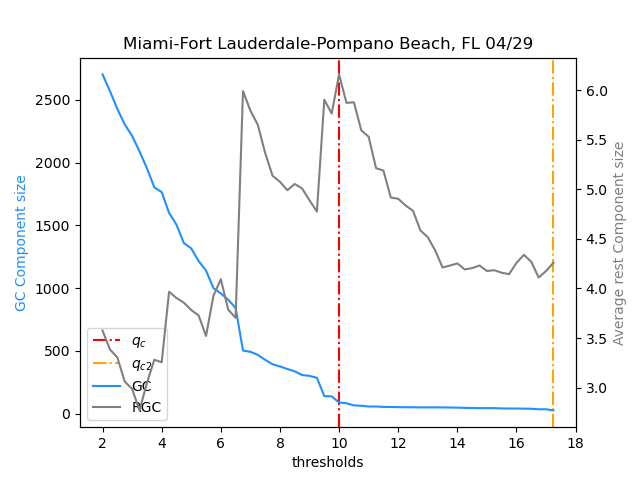 Miami-Fort Lauderdale-Pompano Beach, FL 04/29
GC Component size
2500
2000
1500
1000
500
0
6.0
5.5
5.0
4.5
4.0
3.5
3.0
Average rest Component size
q_c
q_c2
GC
RGC
2 4 6 8 10 12 14 16 18
thresholds